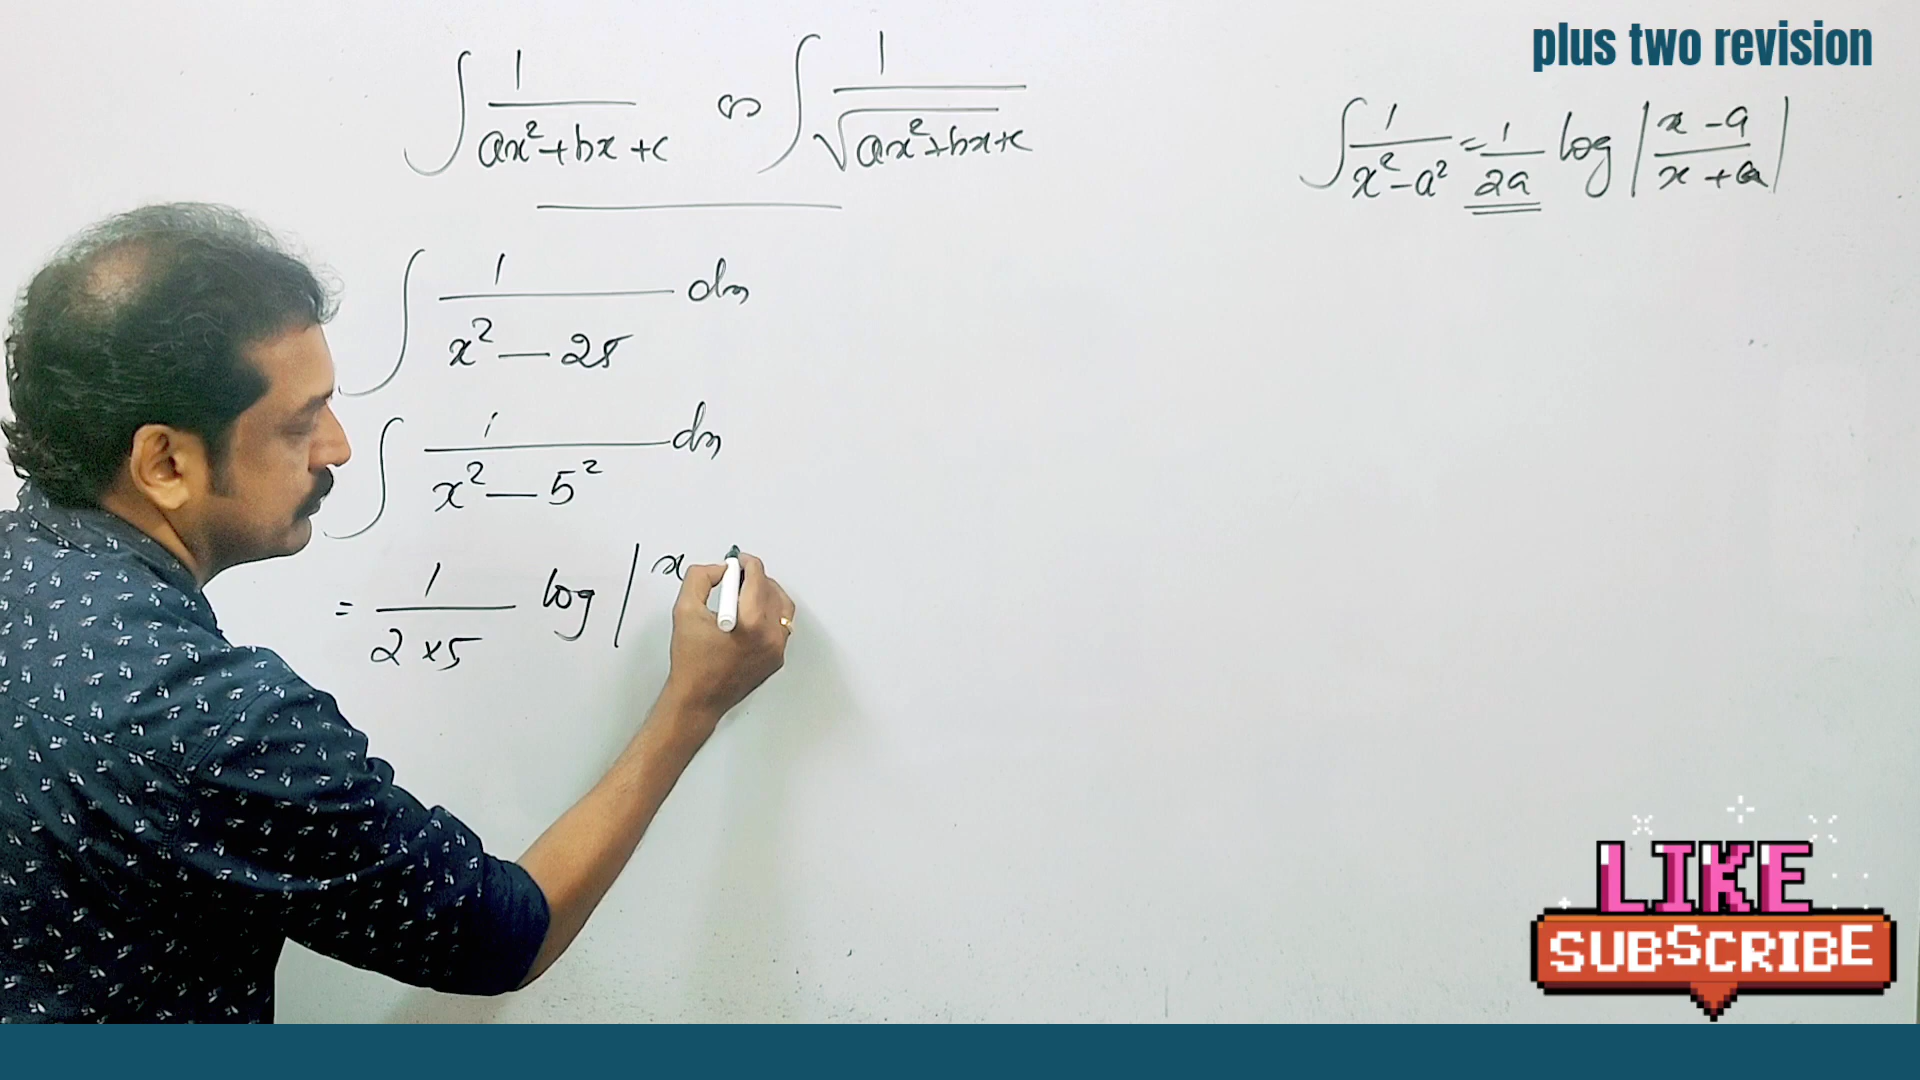 plus two revision
∫ 1/(ax²+bx+c) or ∫ 1/√(ax²+bx+c)
∫ 1/(x²-a²) = 1/2a log |(x-a)/(x+a)|
∫ 1/(x² - 25) dx
∫ 1/(x² - 5²) dx
= 1/(2×5) log | x
LIKE
SUBSCRIBE